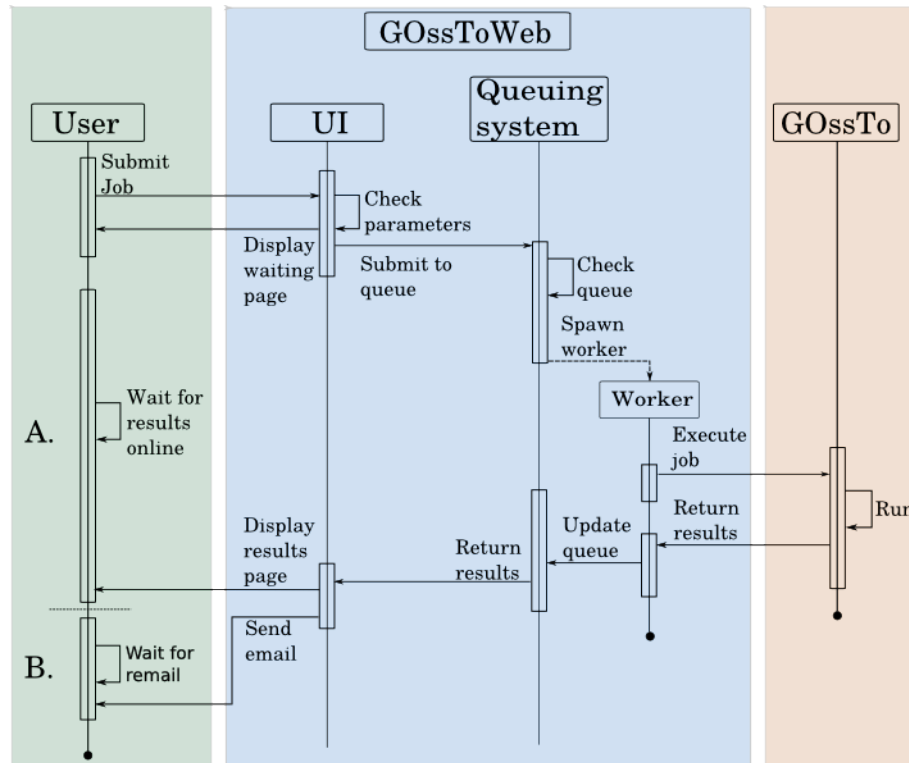 GOssToWeb
User
UI
Queuing
system
GOssTo
Submit
Job
Check
parameters
Display
waiting
page
Submit to
queue
Check
queue
Spawn
worker
Worker
A.
Wait for
results
online
Execute
job
Run
Return
results
Update
queue
Return
results
Display
results
page
Send
email
B.
Wait for
remail